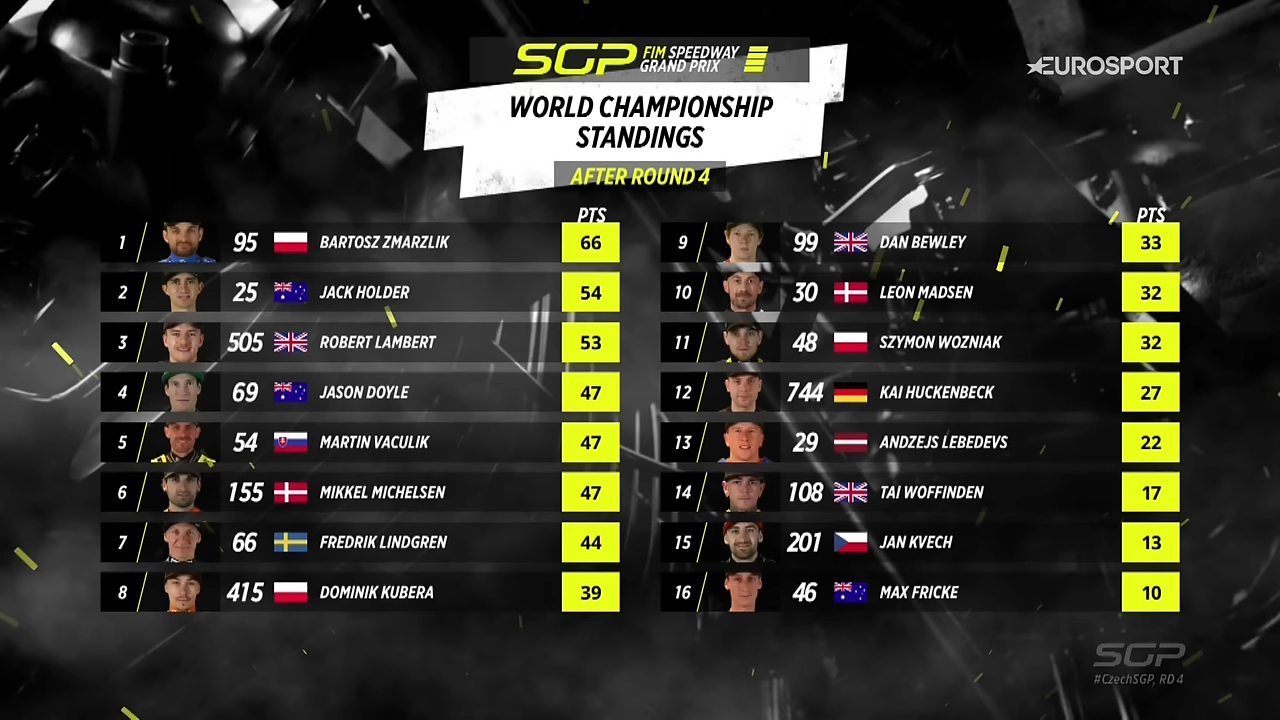 SGP FIM SPEEDWAY GRAND PRIX
EUROSPORT
WORLD CHAMPIONSHIP
STANDINGS
AFTER ROUND 4
PTS
1 95 BARTOSZ ZMARZLIK 66
2 25 JACK HOLDER 54
3 505 ROBERT LAMBERT 53
4 69 JASON DOYLE 47
5 54 MARTIN VACULIK 47
6 155 MIKKEL MICHELSEN 47
7 66 FREDRIK LINDGREN 44
8 415 DOMINIK KUBERA 39
PTS
9 99 DAN BEWLEY 33
10 30 LEON MADSEN 32
11 48 SZYMON WOZNIAK 32
12 744 KAI HUCKENBECK 27
13 29 ANDZEJS LEBEDEVS 22
14 108 TAI WOFFINDEN 17
15 201 JAN KVECH 13
16 46 MAX FRICKE 10
SGP
#CzechSGP, RD 4